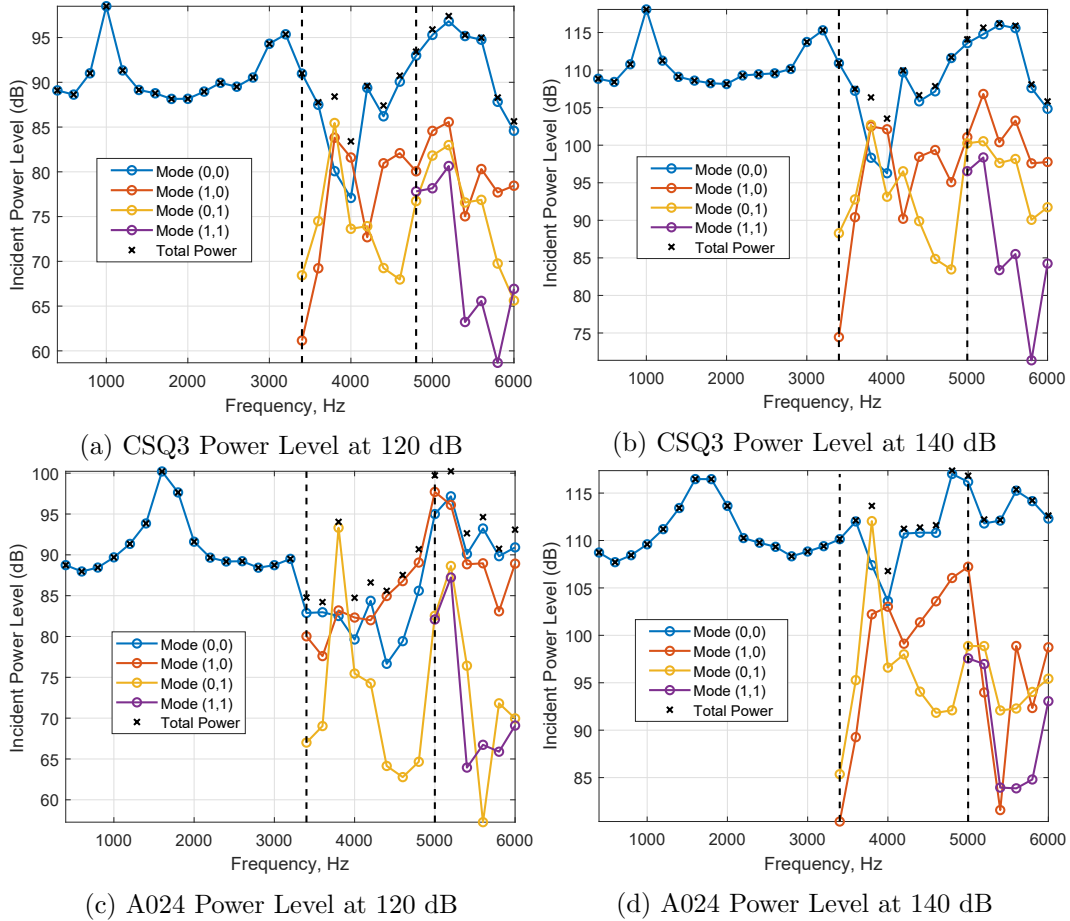 Incident Power Level (dB)
95
90
85
80
75
70
65
60
Mode (0,0)
Mode (1,0)
Mode (0,1)
Mode (1,1)
Total Power
1000 2000 3000 4000 5000 6000
Frequency, Hz
(a) CSQ3 Power Level at 120 dB
Incident Power Level (dB)
115
110
105
100
95
90
85
80
75
Mode (0,0)
Mode (1,0)
Mode (0,1)
Mode (1,1)
Total Power
1000 2000 3000 4000 5000 6000
Frequency, Hz
(b) CSQ3 Power Level at 140 dB
Incident Power Level (dB)
100
95
90
85
80
75
70
65
60
Mode (0,0)
Mode (1,0)
Mode (0,1)
Mode (1,1)
Total Power
1000 2000 3000 4000 5000 6000
Frequency, Hz
(c) A024 Power Level at 120 dB
Incident Power Level (dB)
115
110
105
100
95
90
85
Mode (0,0)
Mode (1,0)
Mode (0,1)
Mode (1,1)
Total Power
1000 2000 3000 4000 5000 6000
Frequency, Hz
(d) A024 Power Level at 140 dB